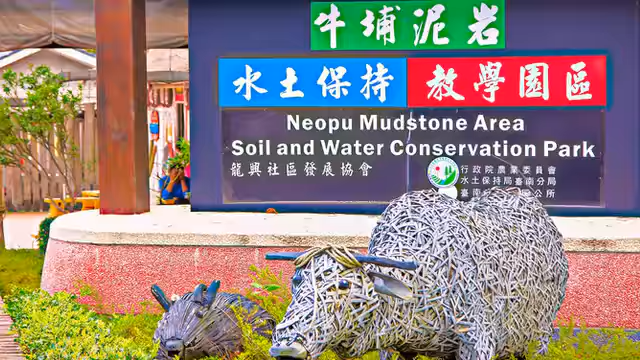 牛埔泥岩
水土保持教學園區
Neopu Mudstone Area
Soil and Water Conservation Park
龍興社區發展協會
行政院農業委員會
水土保持局臺南分局